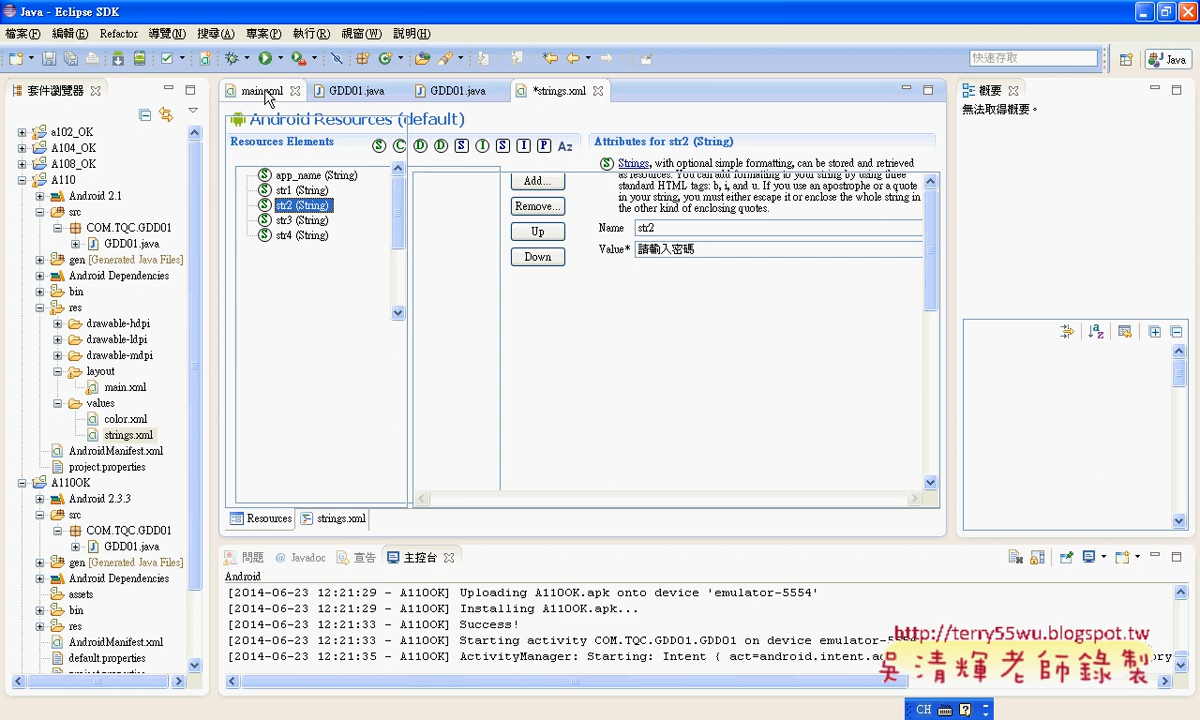 Java - Eclipse SDK
檔案(F) 編輯(E) Refactor 導覽(N) 搜尋(A) 專案(P) 執行(R) 視窗(W) 說明(H)
快速存取
Java
套件瀏覽器
main.xml
GDD01.java
GDD01.java
*strings.xml
概要
無法取得概要。
a102_OK
A104_OK
A108_OK
A110
Android 2.1
src
COM.TQC.GDD01
GDD01.java
gen [Generated Java Files]
Android Dependencies
bin
res
drawable-hdpi
drawable-ldpi
drawable-mdpi
layout
main.xml
values
color.xml
strings.xml
AndroidManifest.xml
project.properties
A110OK
Android 2.3.3
src
COM.TQC.GDD01
GDD01.java
gen [Generated Java Files]
Android Dependencies
assets
bin
res
AndroidManifest.xml
default.properties
Android Resources (default)
Resources Elements
S C D D S I S I P Az
app_name (String)
str1 (String)
str2 (String)
str3 (String)
str4 (String)
Add...
Remove...
Up
Down
Attributes for str2 (String)
Strings, with optional simple formatting, can be stored and retrieved
as resources. You can add formatting to your string by using three
standard HTML tags: b, i, and u. If you use an apostrophe or a quote
in your string, you must either escape it or enclose the whole string in
the other kind of enclosing quotes.
Name str2
Value* 請輸入密碼
Resources
strings.xml
問題
@ Javadoc
宣告
主控台
Android
[2014-06-23 12:21:29 - A110OK] Uploading A110OK.apk onto device 'emulator-5554'
[2014-06-23 12:21:29 - A110OK] Installing A110OK.apk...
[2014-06-23 12:21:33 - A110OK] Success!
[2014-06-23 12:21:33 - A110OK] Starting activity COM.TQC.GDD01.GDD01 on device emulator-5554
[2014-06-23 12:21:35 - A110OK] ActivityManager: Starting: Intent { act=android.intent.ac
http://terry55wu.blogspot.tw
吳清輝老師錄製
CH